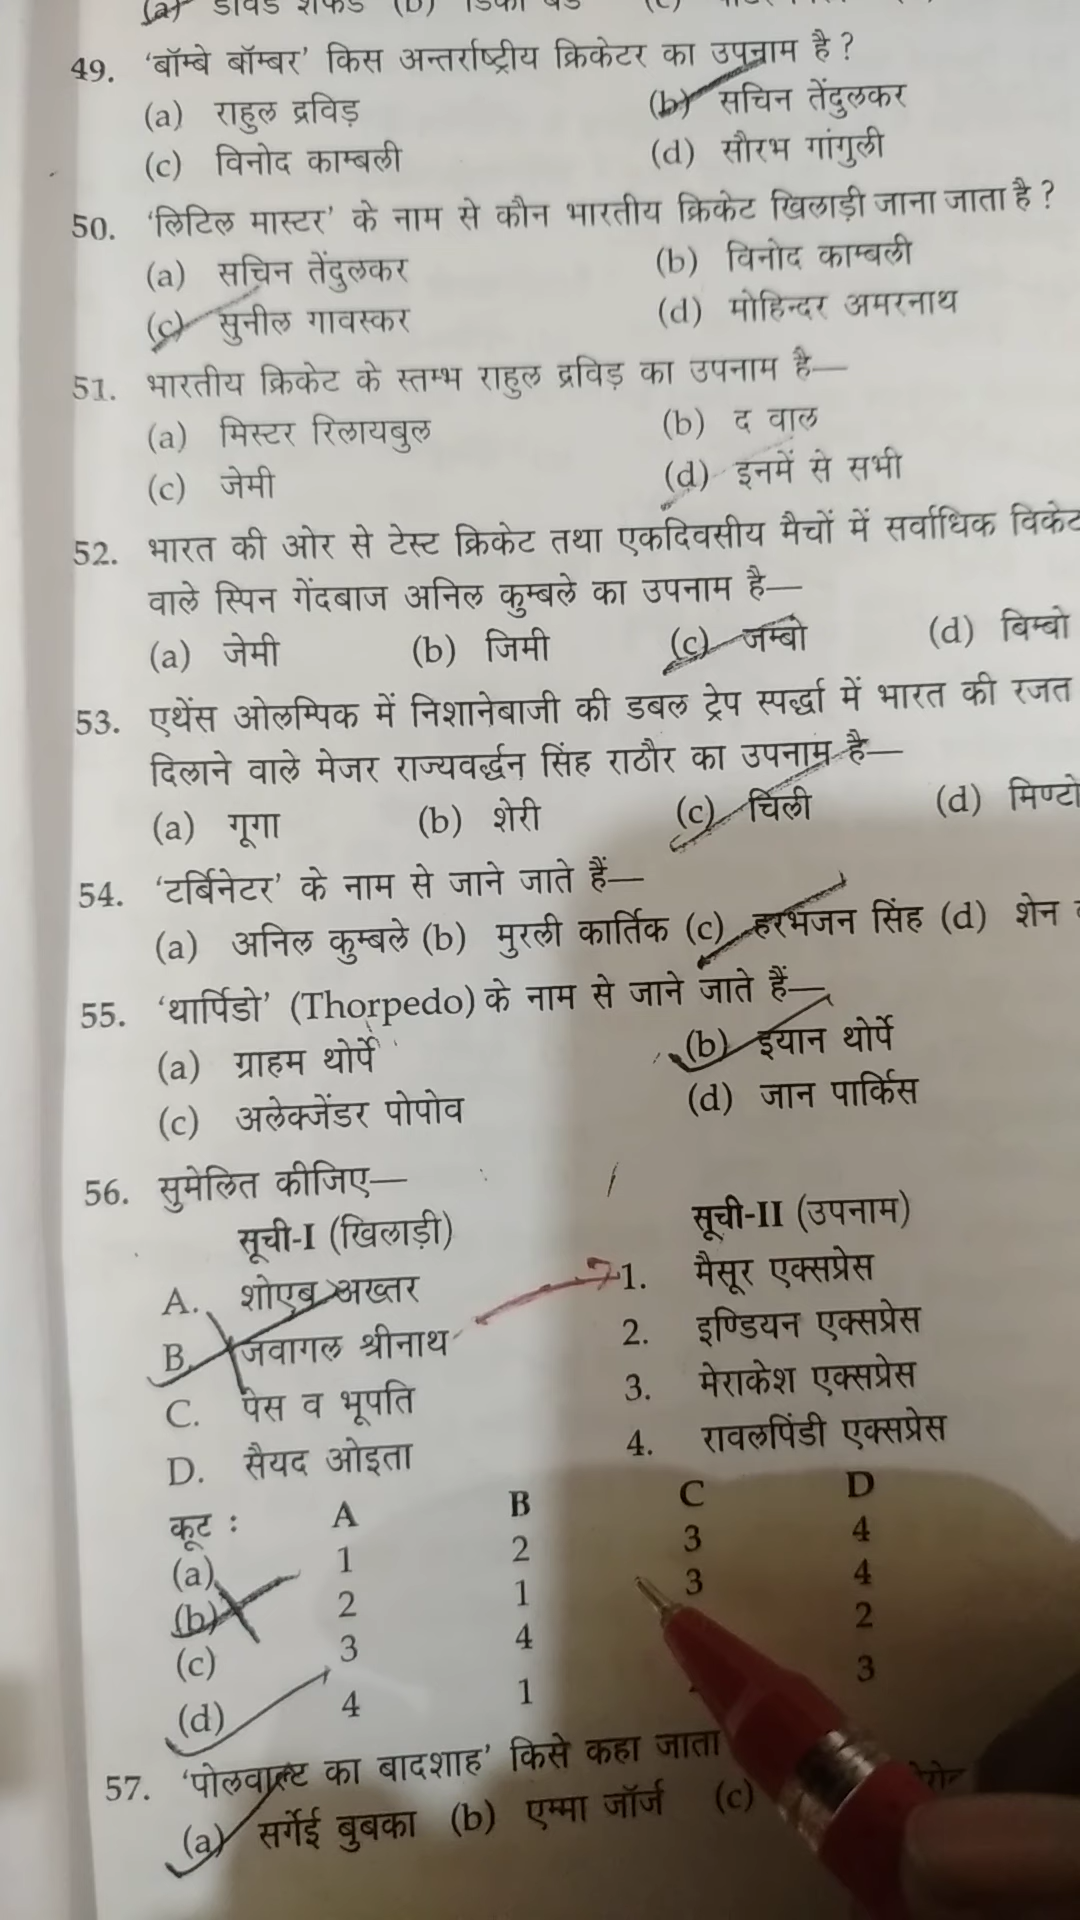 (a) डेविड शेफर्ड (b)
49. ‘बॉम्बे बॉम्बर’ किस अन्तर्राष्ट्रीय क्रिकेटर का उपनाम है ?
(a) राहुल द्रविड़ (b) सचिन तेंदुलकर
(c) विनोद काम्बली (d) सौरभ गांगुली
50. ‘लिटिल मास्टर’ के नाम से कौन भारतीय क्रिकेट खिलाड़ी जाना जाता है ?
(a) सचिन तेंदुलकर (b) विनोद काम्बली
(c) सुनील गावस्कर (d) मोहिन्दर अमरनाथ
51. भारतीय क्रिकेट के स्तम्भ राहुल द्रविड़ का उपनाम है—
(a) मिस्टर रिलायबुल (b) द वाल
(c) जेमी (d) इनमें से सभी
52. भारत की ओर से टेस्ट क्रिकेट तथा एकदिवसीय मैचों में सर्वाधिक विकेट
वाले स्पिन गेंदबाज अनिल कुम्बले का उपनाम है—
(a) जेमी (b) जिमी (c) जम्बो (d) बिम्बो
53. एथेंस ओलम्पिक में निशानेबाजी की डबल ट्रेप स्पर्द्धा में भारत की रजत
दिलाने वाले मेजर राज्यवर्द्धन सिंह राठौर का उपनाम है—
(a) गूगा (b) शेरी (c) चिली (d) मिण्टो
54. ‘टर्बिनेटर’ के नाम से जाने जाते हैं—
(a) अनिल कुम्बले (b) मुरली कार्तिक (c) हरभजन सिंह (d) शेन
55. ‘थार्पिडो’ (Thorpedo) के नाम से जाने जाते हैं—
(a) ग्राहम थोर्पे (b) इयान थोर्पे
(c) अलेक्जेंडर पोपोव (d) जान पार्किस
56. सुमेलित कीजिए—
सूची-I (खिलाड़ी) सूची-II (उपनाम)
A. शोएब अख्तर 1. मैसूर एक्सप्रेस
B. जवागल श्रीनाथ 2. इण्डियन एक्सप्रेस
C. पेस व भूपति 3. मेराकेश एक्सप्रेस
D. सैयद ओइता 4. रावलपिंडी एक्सप्रेस
कूट : A B C D
(a) 1 2 3 4
(b) 2 1 3 4
(c) 3 4 2
(d) 4 1 3
57. ‘पोलवाल्ट का बादशाह’ किसे कहा जाता
(a) सर्गेई बुबका (b) एम्मा जॉर्ज (c)